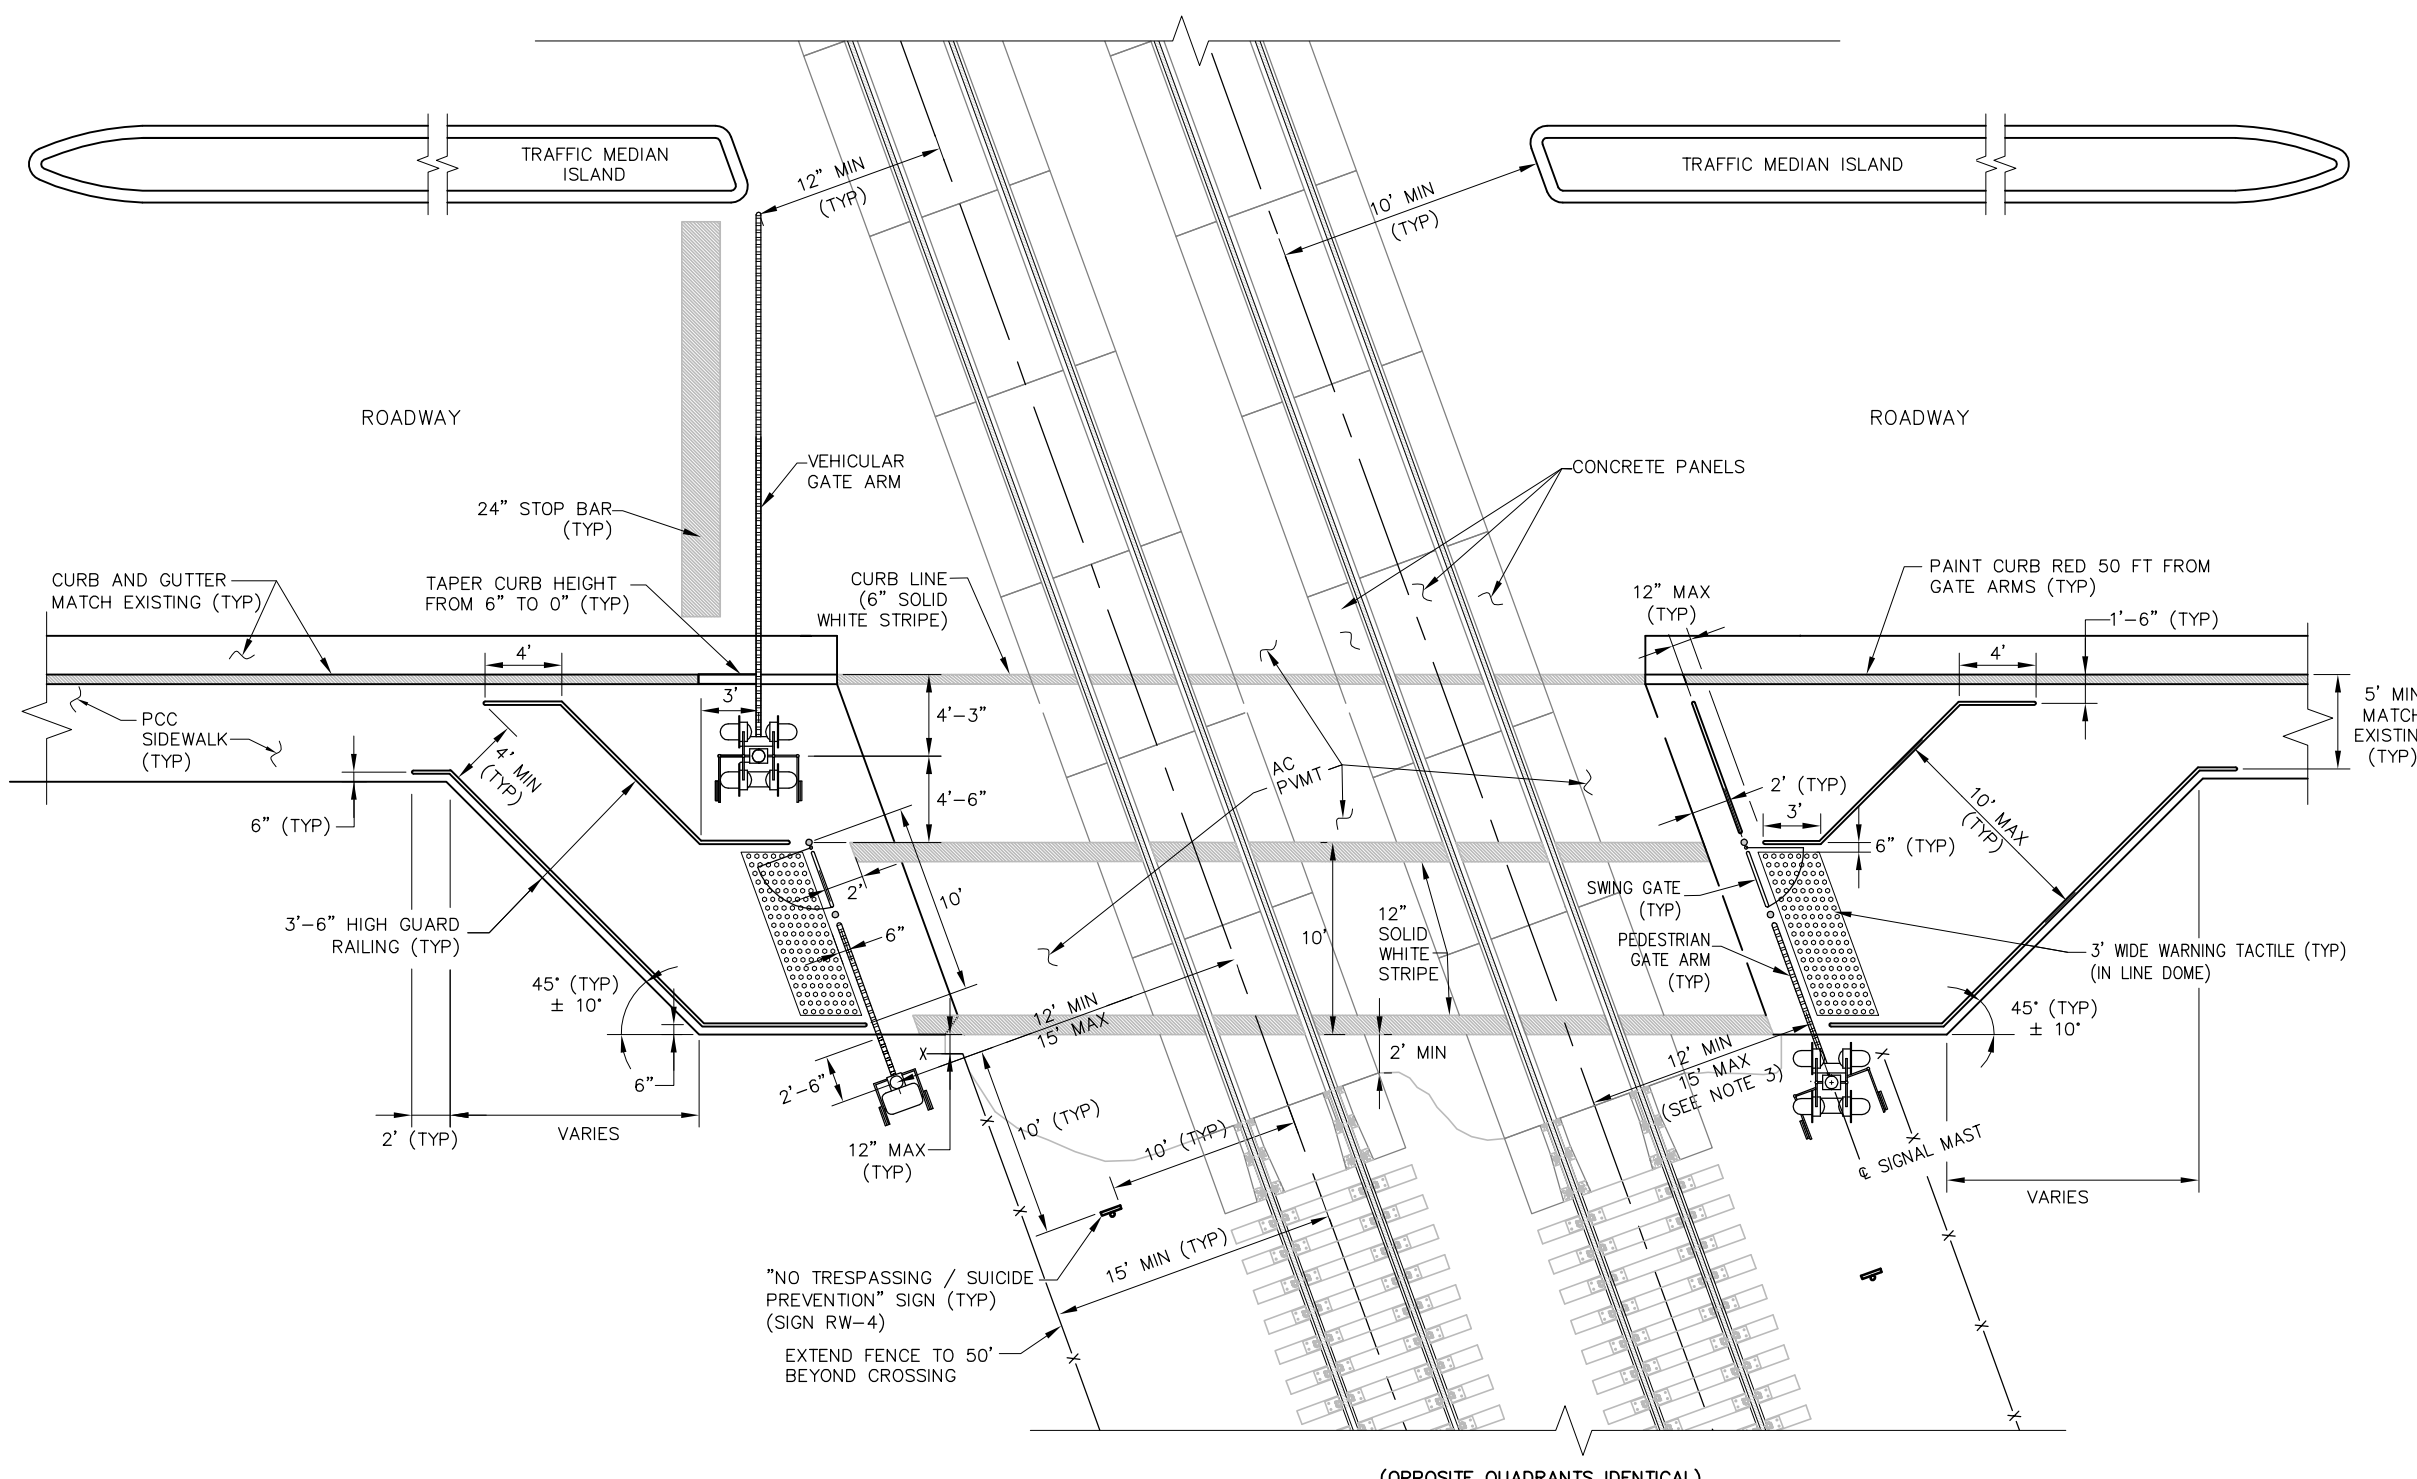 TRAFFIC MEDIAN
ISLAND
12" MIN
(TYP)
10' MIN
(TYP)
TRAFFIC MEDIAN ISLAND
ROADWAY
ROADWAY
VEHICULAR
GATE ARM
CONCRETE PANELS
24" STOP BAR
(TYP)
CURB AND GUTTER
MATCH EXISTING (TYP)
TAPER CURB HEIGHT
FROM 6" TO 0" (TYP)
CURB LINE
(6" SOLID
WHITE STRIPE)
12" MAX
(TYP)
PAINT CURB RED 50 FT FROM
GATE ARMS (TYP)
1'-6" (TYP)
4'
4'
3'
4'-3"
5' MIN
MATCH
EXISTIN
(TYP)
PCC
SIDEWALK
(TYP)
4' MIN
(TYP)
AC
PVMT
2' (TYP)
3'
10' MAX
(TYP)
4'-6"
6" (TYP)
6" (TYP)
2'
10'
SWING GATE
(TYP)
3'-6" HIGH GUARD
RAILING (TYP)
6"
10'
12"
SOLID
WHITE
STRIPE
PEDESTRIAN
GATE ARM
(TYP)
3' WIDE WARNING TACTILE (TYP)
(IN LINE DOME)
45° (TYP)
± 10°
12' MIN
15' MAX
45° (TYP)
± 10°
X
2' MIN
12' MIN
15' MAX
(SEE NOTE 3)
X
6"
2'-6"
X
10' (TYP)
10' (TYP)
2' (TYP)
VARIES
12" MAX
(TYP)
X
℄ SIGNAL MAST
VARIES
X
X
15' MIN (TYP)
"NO TRESPASSING / SUICIDE
PREVENTION" SIGN (TYP)
(SIGN RW-4)
X
EXTEND FENCE TO 50'
BEYOND CROSSING
X
X
(OPPOSITE QUADRANTS IDENTICAL)